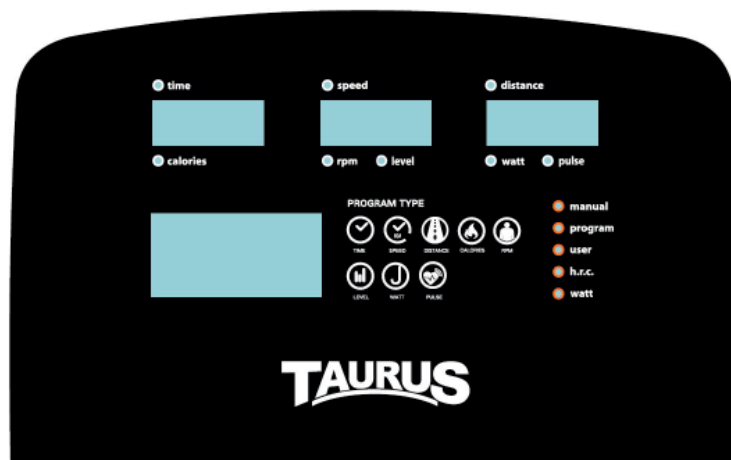 time speed distance
calories rpm level watt pulse
PROGRAM TYPE
TIME SPEED DISTANCE CALORIES RPM
LEVEL WATT PULSE
manual
program
user
h.r.c.
watt
TAURUS